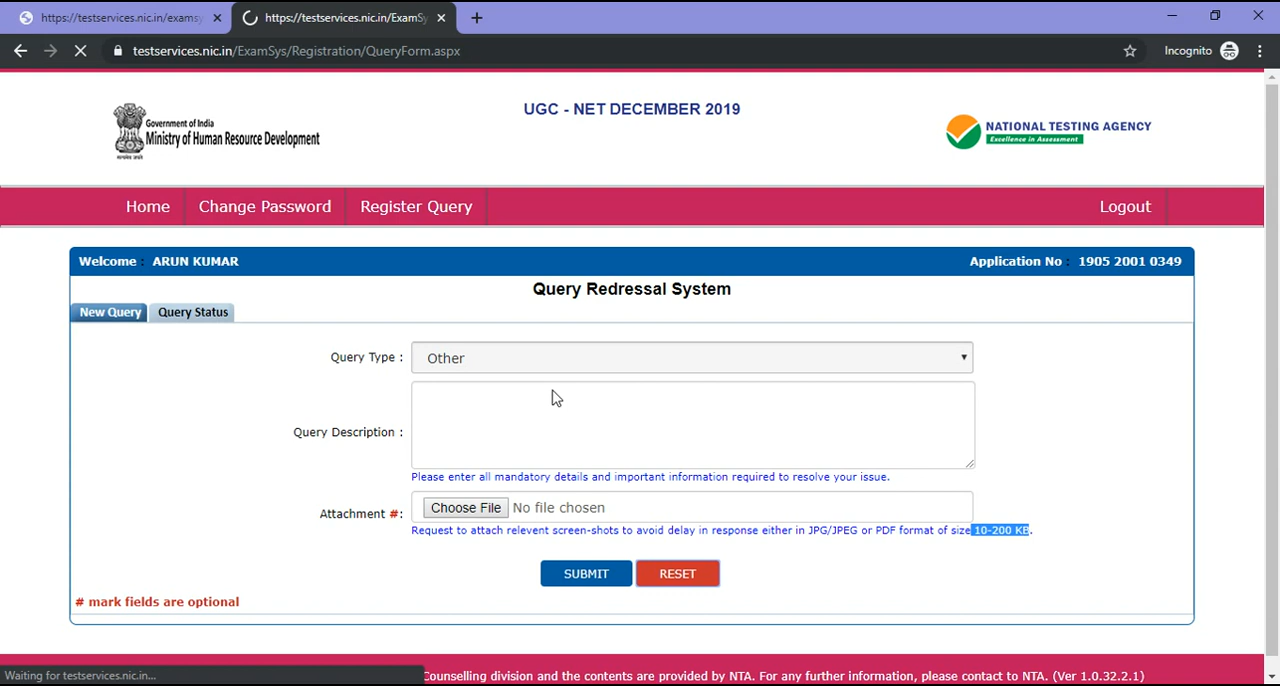 https://testservices.nic.in/examsy
https://testservices.nic.in/ExamSy
testservices.nic.in/ExamSys/Registration/QueryForm.aspx
Incognito
Government of India
Ministry of Human Resource Development
सत्यमेव जयते
UGC - NET DECEMBER 2019
NATIONAL TESTING AGENCY
Excellence in Assessment
Home
Change Password
Register Query
Logout
Welcome : ARUN KUMAR
Application No : 1905 2001 0349
Query Redressal System
New Query
Query Status
Query Type :
Other
Query Description :
Please enter all mandatory details and important information required to resolve your issue.
Attachment #:
Choose File No file chosen
Request to attach relevent screen-shots to avoid delay in response either in JPG/JPEG or PDF format of size 10-200 KB.
SUBMIT
RESET
# mark fields are optional
Waiting for testservices.nic.in...
Counselling division and the contents are provided by NTA. For any further information, please contact to NTA. (Ver 1.0.32.2.1)